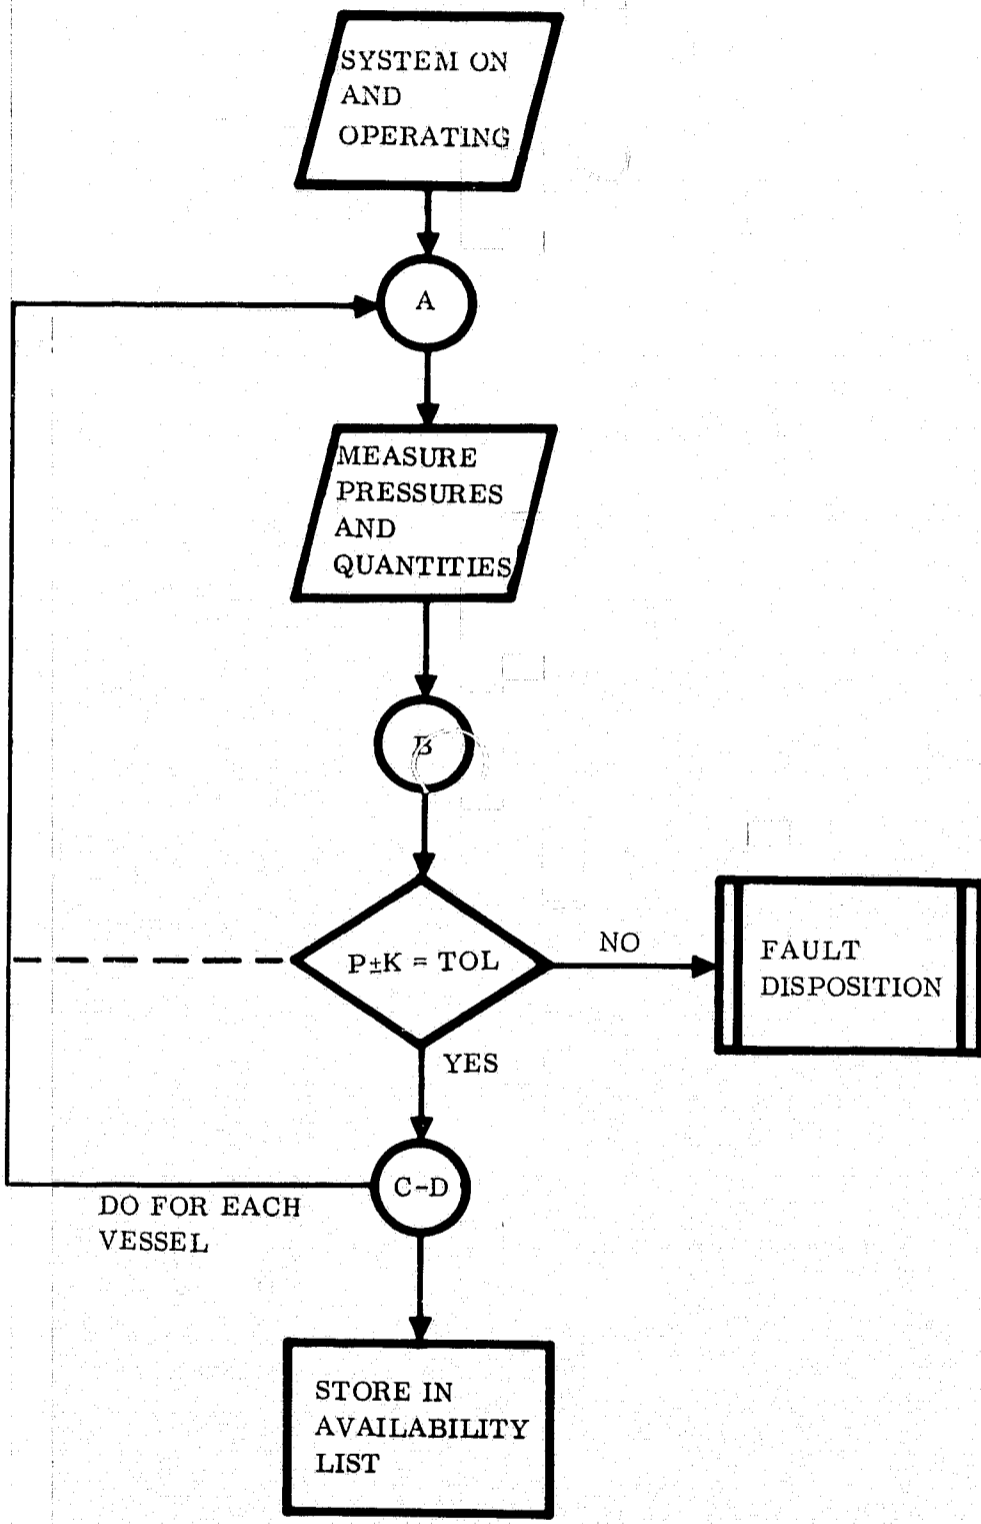 SYSTEM ON
AND
OPERATING
A
MEASURE
PRESSURES
AND
QUANTITIES
B
P±K = TOL
NO
FAULT
DISPOSITION
YES
C-D
DO FOR EACH
VESSEL
STORE IN
AVAILABILITY
LIST